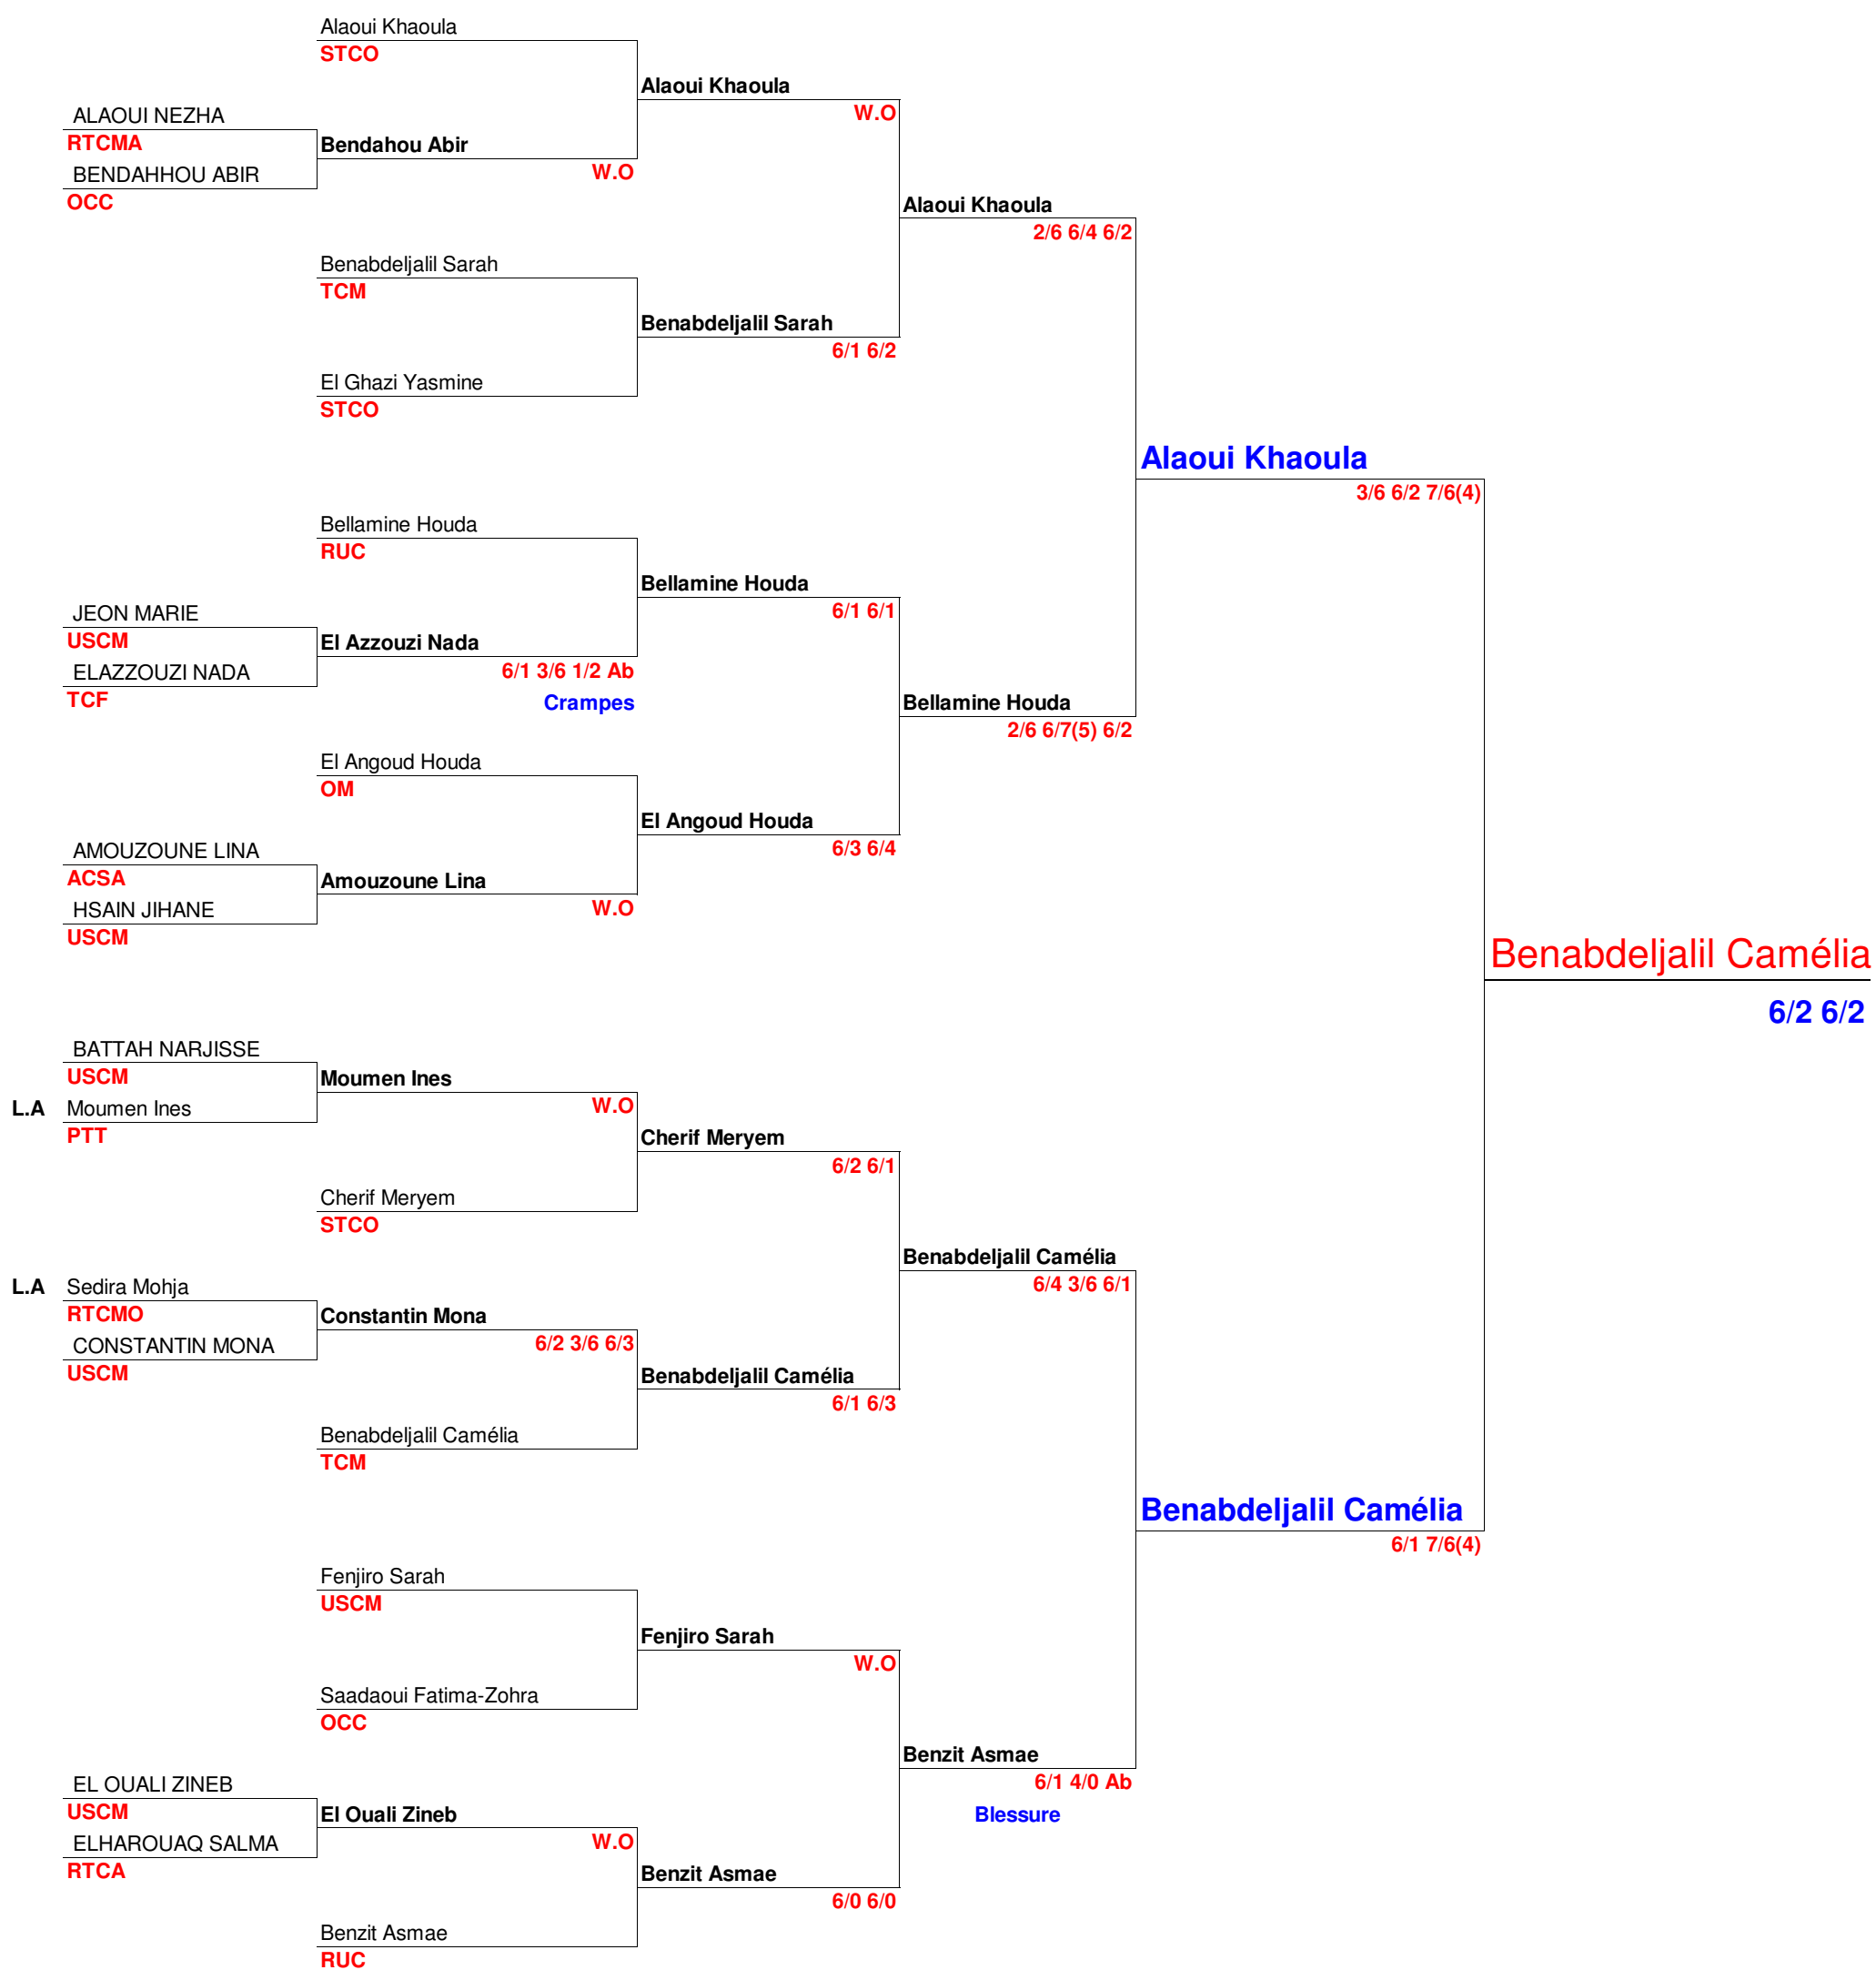 Alaoui Khaoula
STCO
Alaoui Khaoula
W.O
ALAOUI NEZHA
RTCMA
Bendahou Abir
W.O
BENDAHHOU ABIR
OCC
Alaoui Khaoula
2/6 6/4 6/2
Benabdeljalil Sarah
TCM
Benabdeljalil Sarah
6/1 6/2
El Ghazi Yasmine
STCO
Alaoui Khaoula
3/6 6/2 7/6(4)
Bellamine Houda
RUC
Bellamine Houda
6/1 6/1
JEON MARIE
USCM
El Azzouzi Nada
6/1 3/6 1/2 Ab
Crampes
ELAZZOUZI NADA
TCF
Bellamine Houda
2/6 6/7(5) 6/2
El Angoud Houda
OM
El Angoud Houda
6/3 6/4
AMOUZOUNE LINA
ACSA
Amouzoune Lina
W.O
HSAIN JIHANE
USCM
Benabdeljalil Camélia
6/2 6/2
BATTAH NARJISSE
USCM
Moumen Ines
W.O
L.A Moumen Ines
PTT
Cherif Meryem
6/2 6/1
Cherif Meryem
STCO
Benabdeljalil Camélia
6/4 3/6 6/1
L.A Sedira Mohja
RTCMO
Constantin Mona
6/2 3/6 6/3
CONSTANTIN MONA
USCM
Benabdeljalil Camélia
6/1 6/3
Benabdeljalil Camélia
TCM
Benabdeljalil Camélia
6/1 7/6(4)
Fenjiro Sarah
USCM
Fenjiro Sarah
W.O
Saadaoui Fatima-Zohra
OCC
Benzit Asmae
6/1 4/0 Ab
Blessure
EL OUALI ZINEB
USCM
El Ouali Zineb
W.O
ELHAROUAQ SALMA
RTCA
Benzit Asmae
6/0 6/0
Benzit Asmae
RUC